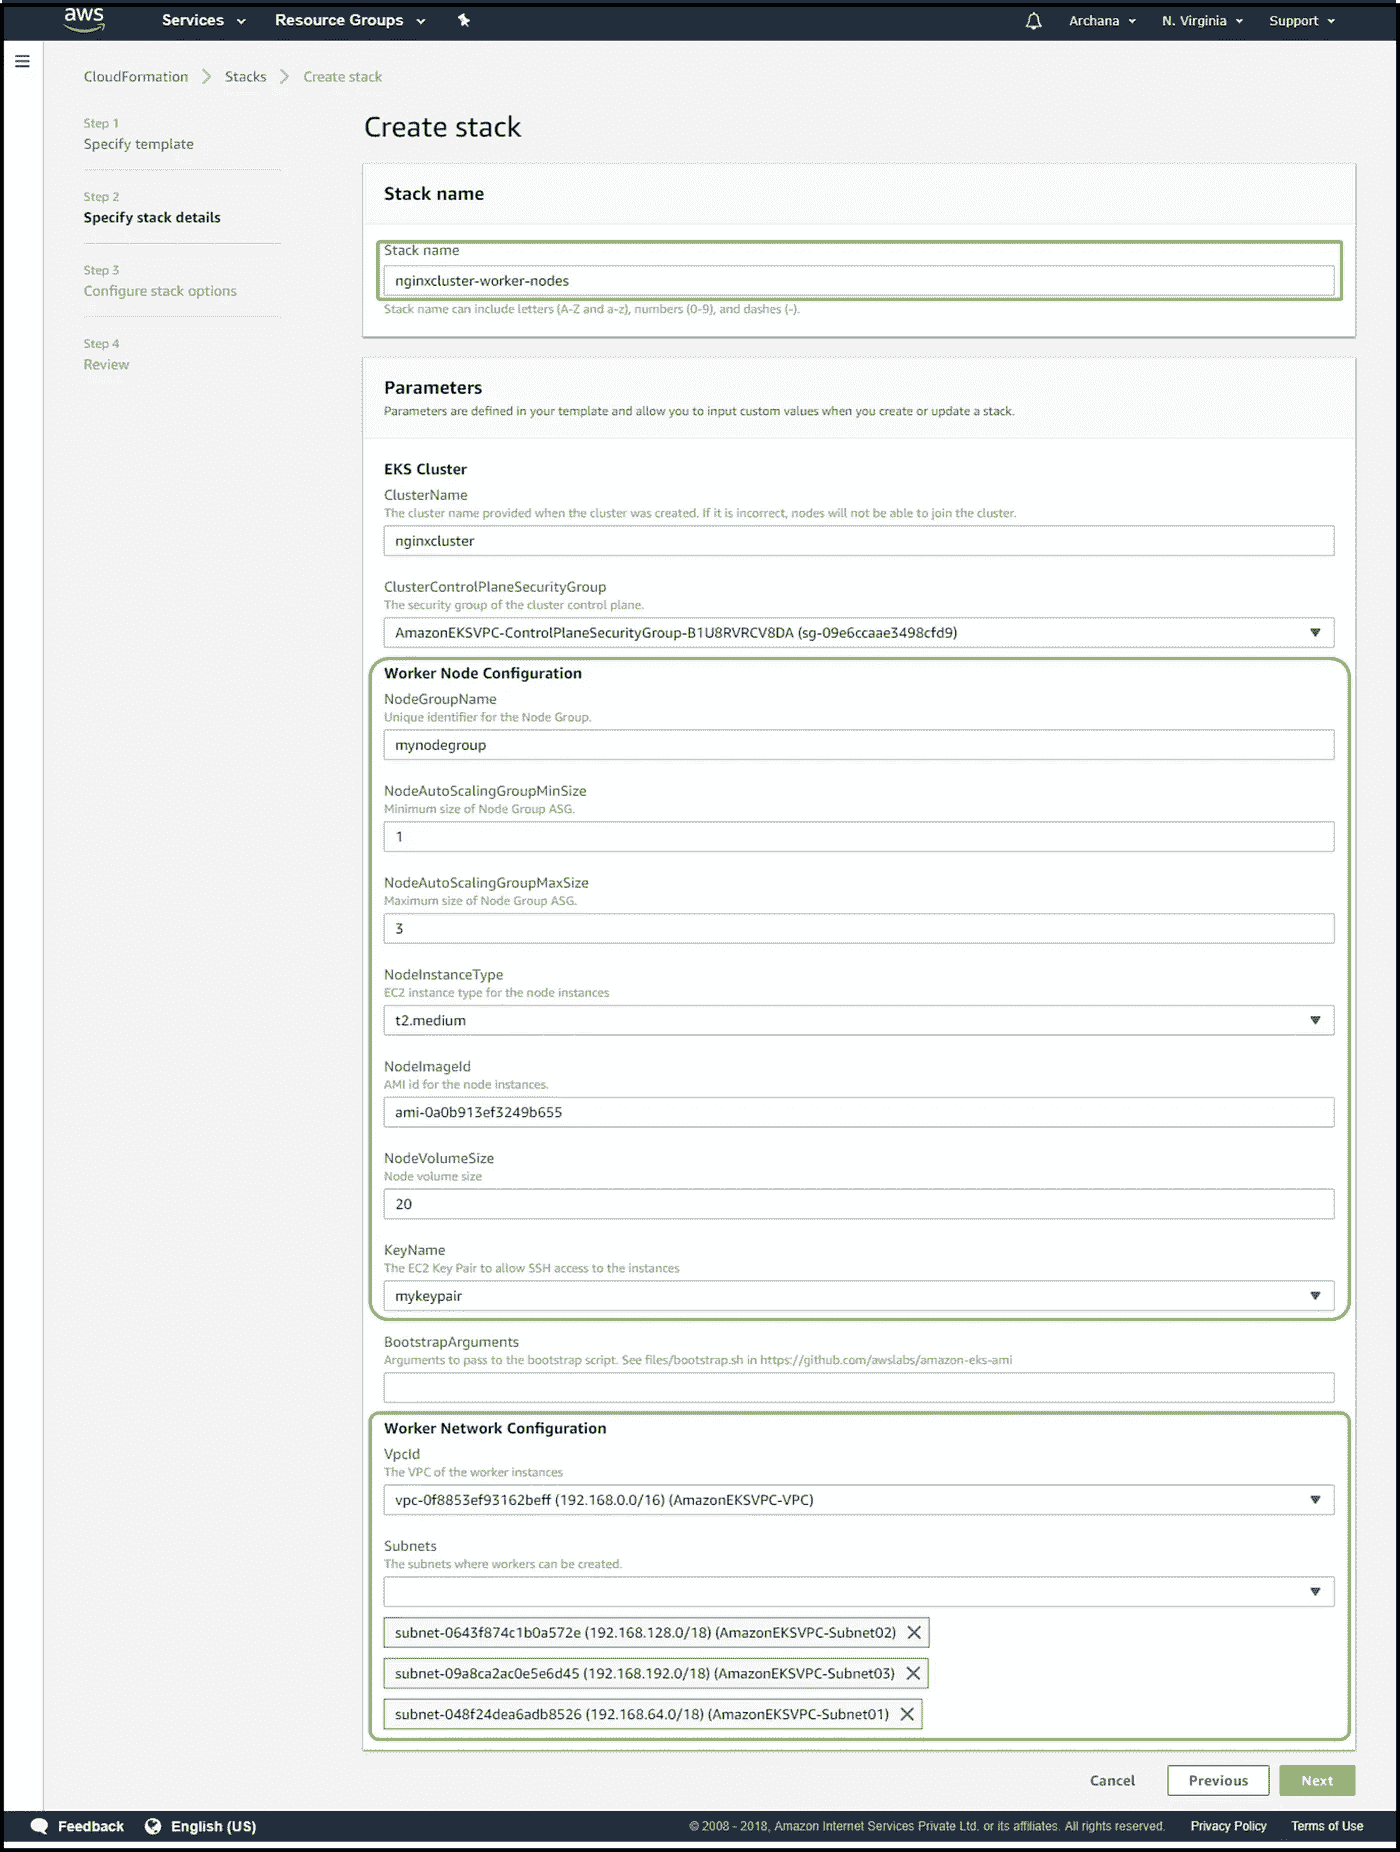 aws Services Resource Groups Archana N. Virginia Support
CloudFormation Stacks Create stack
Step 1
Specify template
Step 2
Specify stack details
Step 3
Configure stack options
Step 4
Review
Create stack
Stack name
Stack name
nginxcluster-worker-nodes
Stack name can include letters (A-Z and a-z), numbers (0-9), and dashes (-).
Parameters
Parameters are defined in your template and allow you to input custom values when you create or update a stack.
EKS Cluster
ClusterName
The cluster name provided when the cluster was created. If it is incorrect, nodes will not be able to join the cluster.
nginxcluster
ClusterControlPlaneSecurityGroup
The security group of the cluster control plane.
AmazonEKSVPC-ControlPlaneSecurityGroup-B1U8RVRCV8DA (sg-09e6ccaae3498cfd9)
Worker Node Configuration
NodeGroupName
Unique identifier for the Node Group.
mynodegroup
NodeAutoScalingGroupMinSize
Minimum size of Node Group ASG.
1
NodeAutoScalingGroupMaxSize
Maximum size of Node Group ASG.
3
NodeInstanceType
EC2 instance type for the node instances
t2.medium
NodeImageId
AMI id for the node instances.
ami-0a0b913ef3249b655
NodeVolumeSize
Node volume size
20
KeyName
The EC2 Key Pair to allow SSH access to the instances
mykeypair
BootstrapArguments
Arguments to pass to the bootstrap script. See files/bootstrap.sh in https://github.com/awslabs/amazon-eks-ami
Worker Network Configuration
VpcId
The VPC of the worker instances
vpc-0f8853ef93162beff (192.168.0.0/16) (AmazonEKSVPC-VPC)
Subnets
The subnets where workers can be created.
subnet-0643f874c1b0a572e (192.168.128.0/18) (AmazonEKSVPC-Subnet02)
subnet-09a8ca2ac0e5e6d45 (192.168.192.0/18) (AmazonEKSVPC-Subnet03)
subnet-048f24dea6adb8526 (192.168.64.0/18) (AmazonEKSVPC-Subnet01)
Cancel Previous Next
Feedback English (US) © 2008 - 2018, Amazon Internet Services Private Ltd. or its affiliates. All rights reserved. Privacy Policy Terms of Use